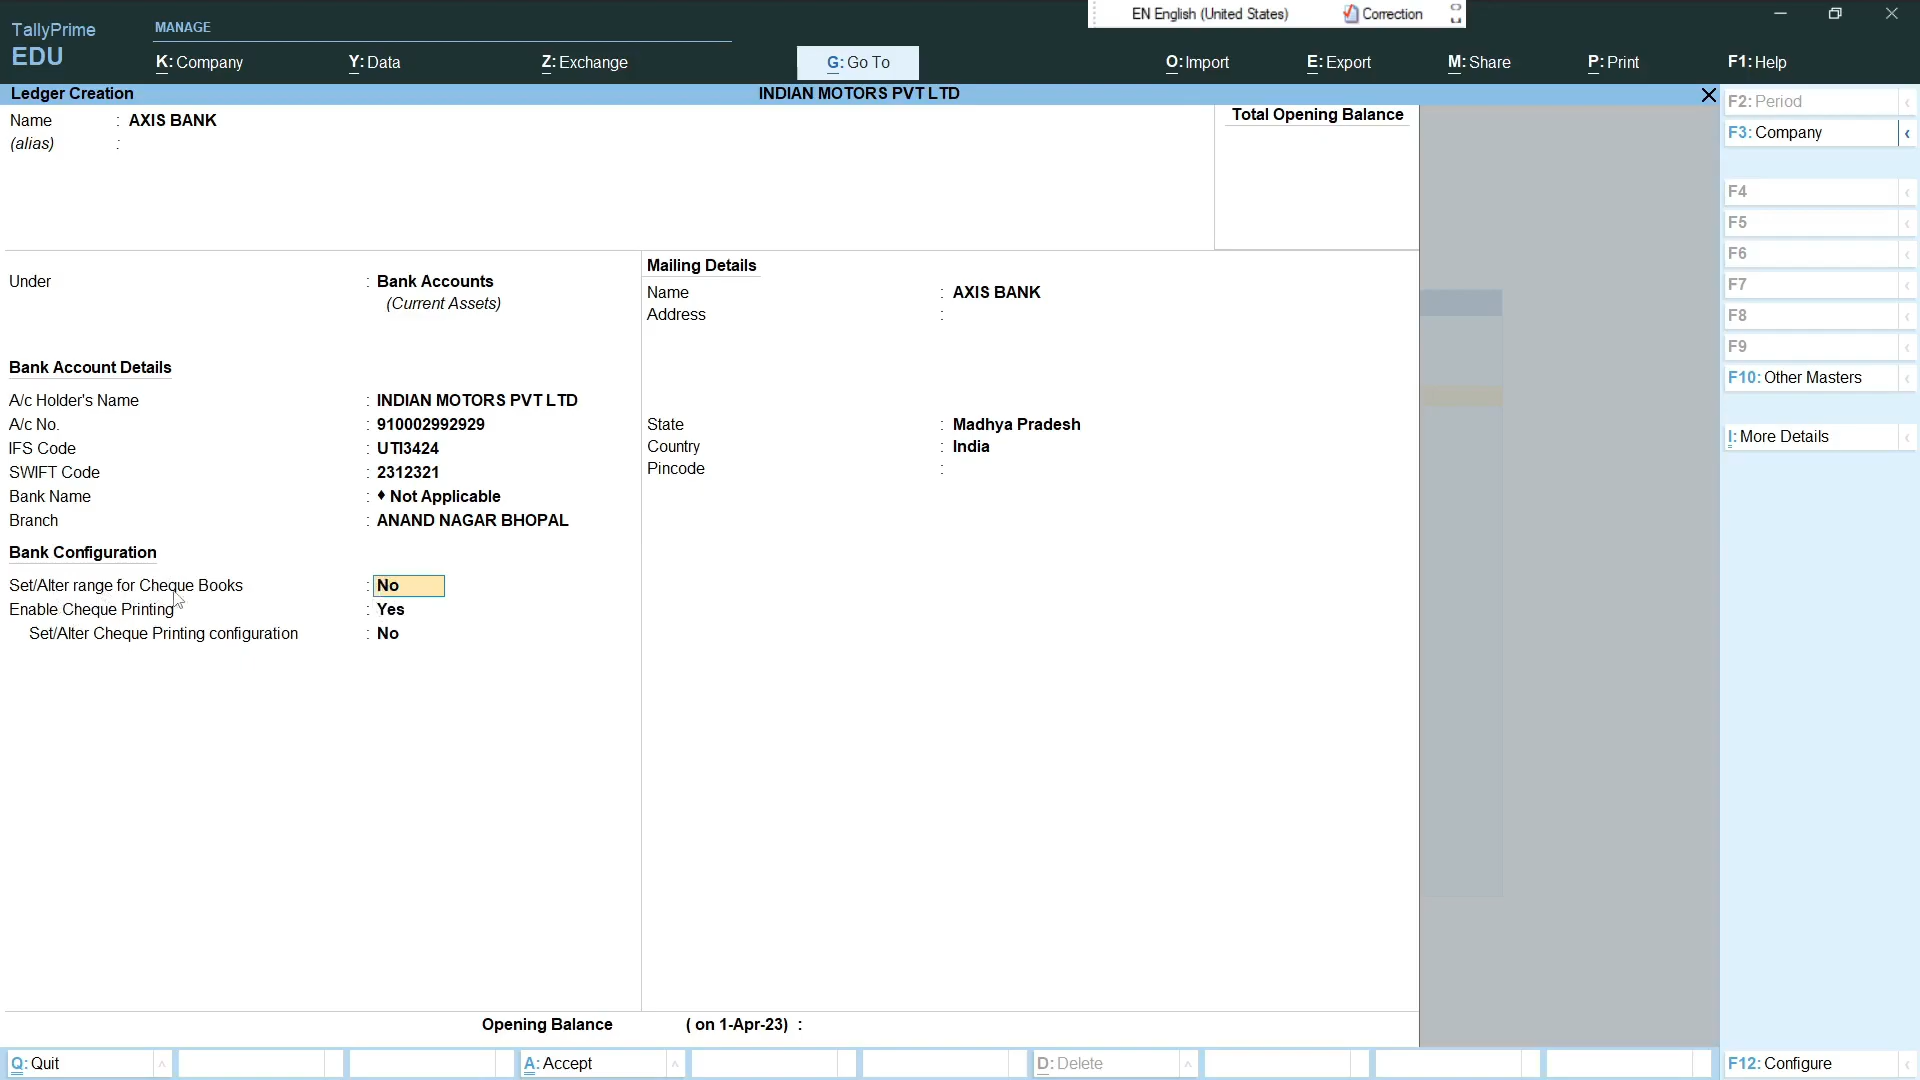 EN English (United States) Correction
TallyPrime
EDU
MANAGE
K: Company Y: Data Z: Exchange G: Go To O: Import E: Export M: Share P: Print F1: Help
Ledger Creation INDIAN MOTORS PVT LTD
Name : AXIS BANK
(alias) :
Total Opening Balance
Under : Bank Accounts
(Current Assets)
Bank Account Details
A/c Holder's Name : INDIAN MOTORS PVT LTD
A/c No. : 910002992929
IFS Code : UTI3424
SWIFT Code : 2312321
Bank Name : ♦ Not Applicable
Branch : ANAND NAGAR BHOPAL
Bank Configuration
Set/Alter range for Cheque Books : No
Enable Cheque Printing : Yes
Set/Alter Cheque Printing configuration : No
Mailing Details
Name : AXIS BANK
Address :
State : Madhya Pradesh
Country : India
Pincode :
Opening Balance ( on 1-Apr-23) :
F2: Period
F3: Company
F4
F5
F6
F7
F8
F9
F10: Other Masters
I: More Details
Q: Quit A: Accept D: Delete F12: Configure